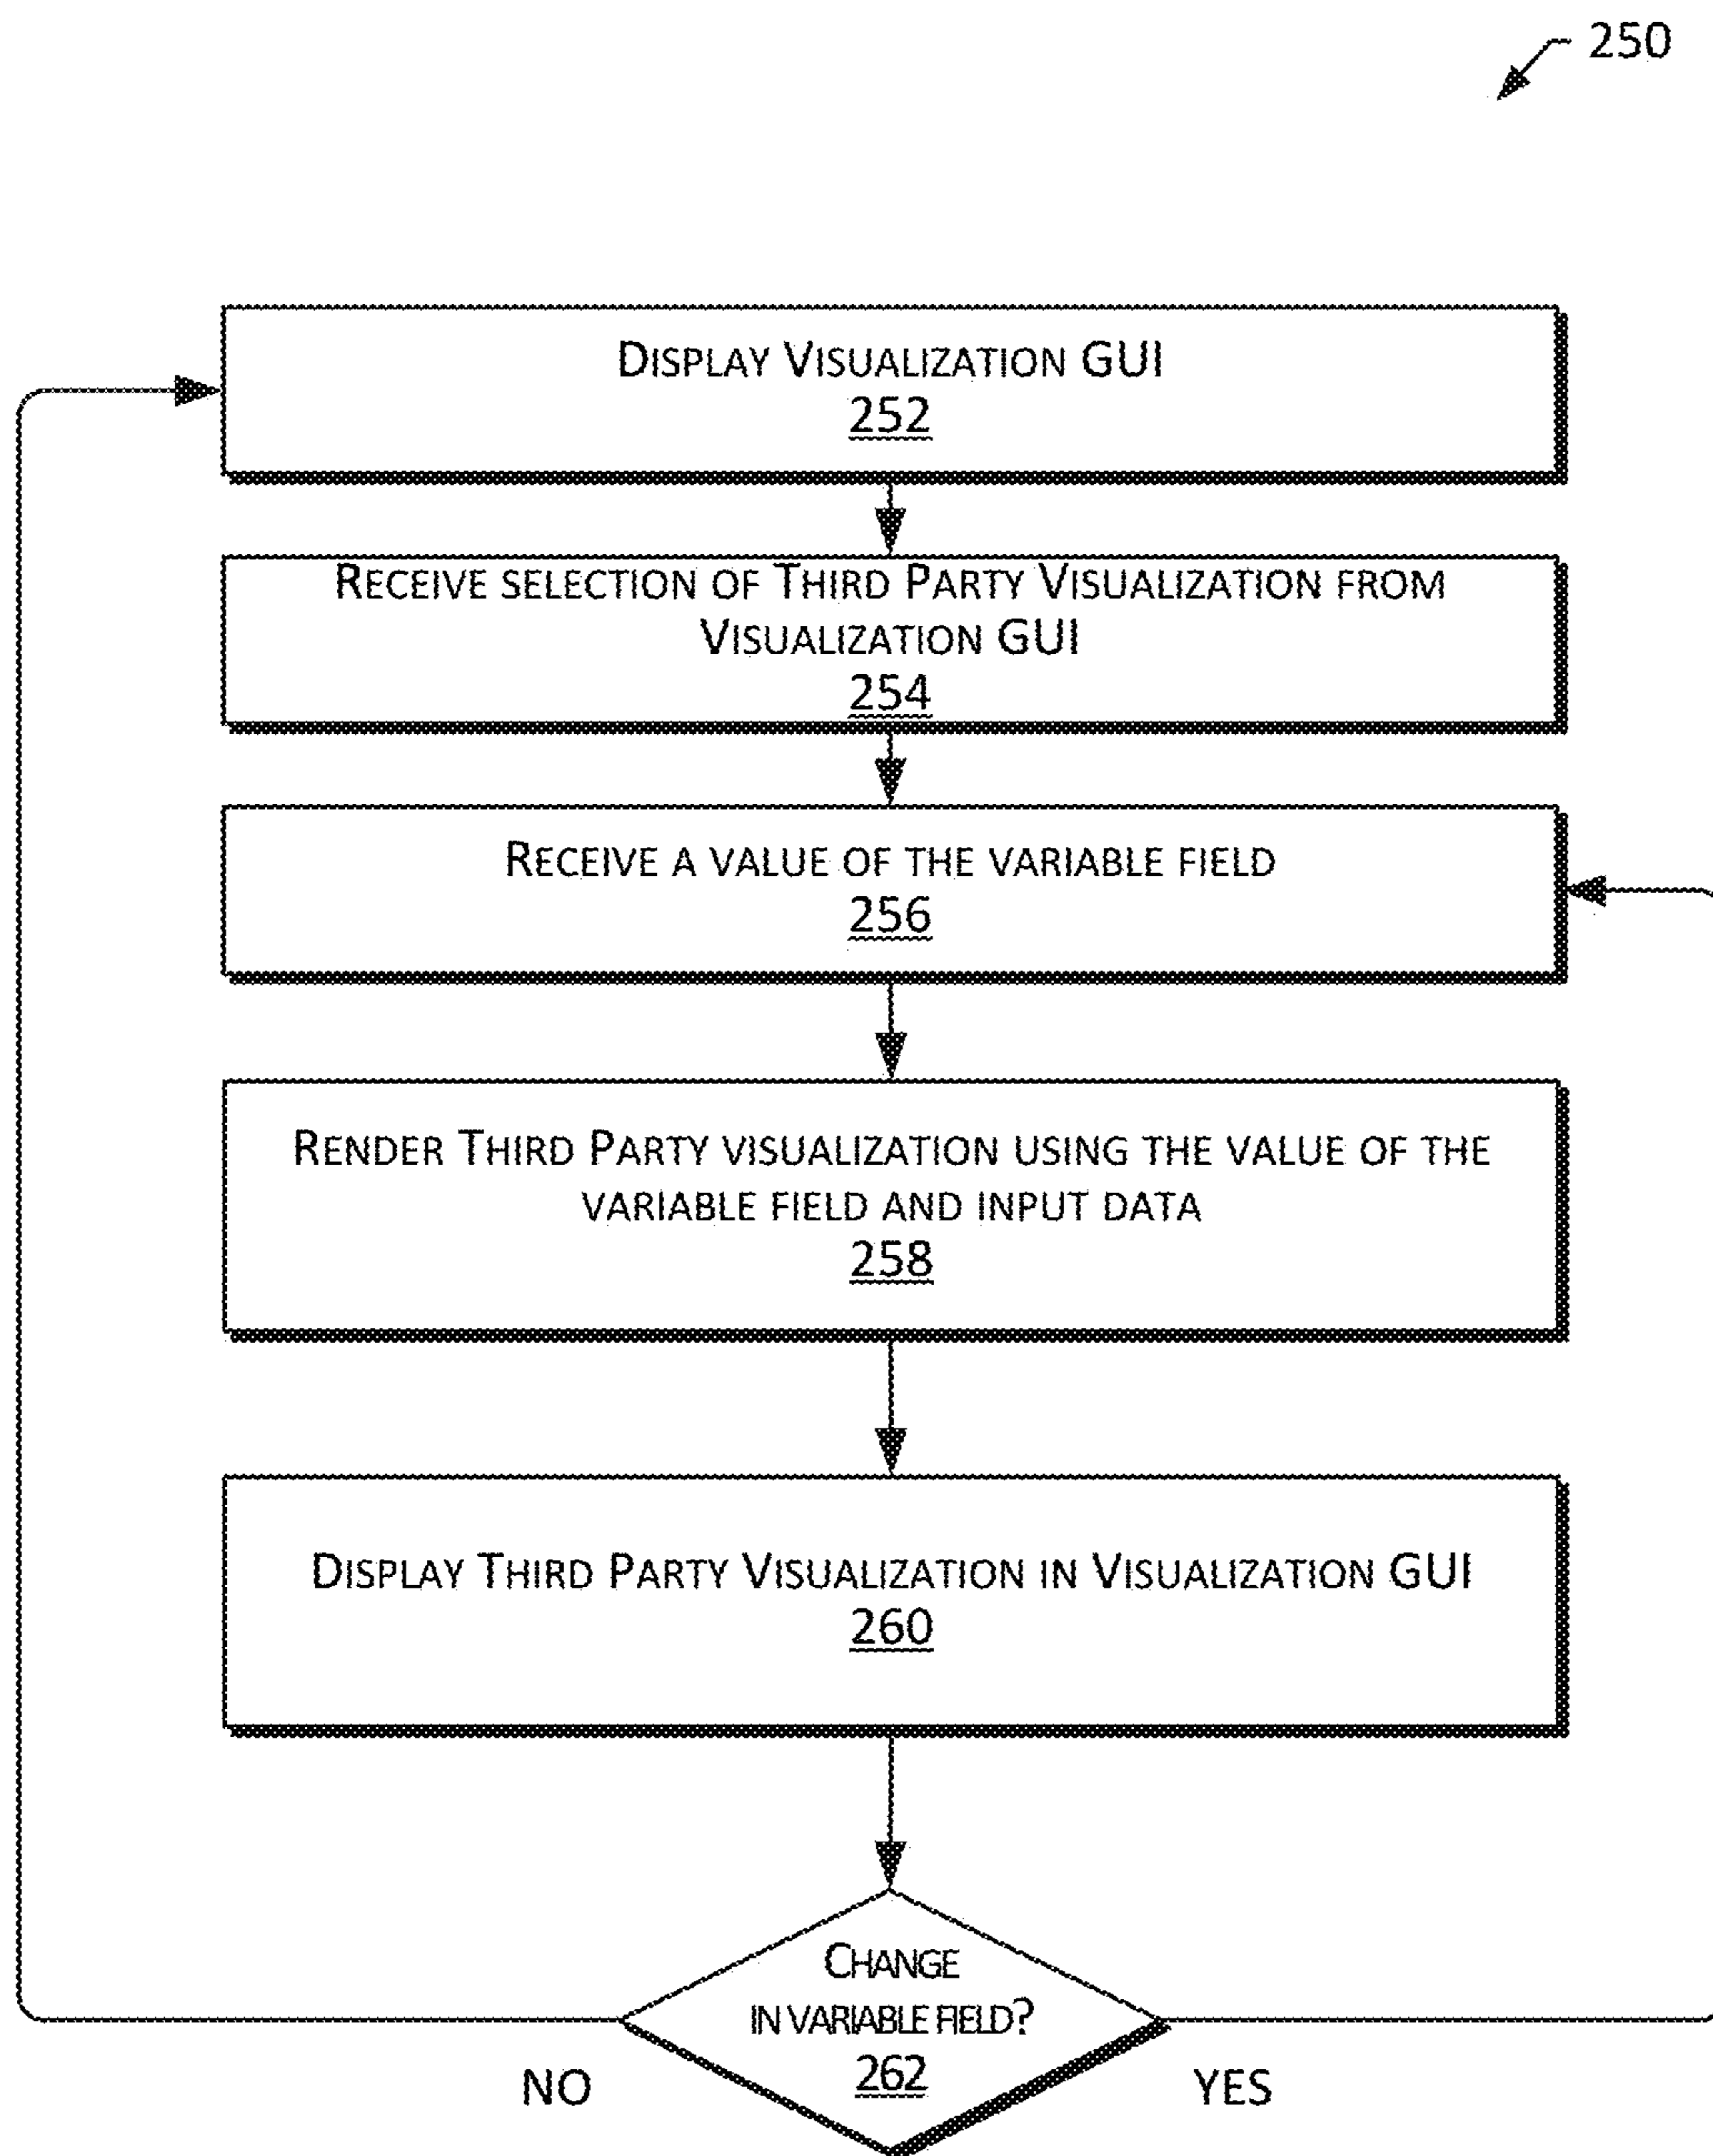 250
DISPLAY VISUALIZATION GUI
252
RECEIVE SELECTION OF THIRD PARTY VISUALIZATION FROM
VISUALIZATION GUI
254
RECEIVE A VALUE OF THE VARIABLE FIELD
256
RENDER THIRD PARTY VISUALIZATION USING THE VALUE OF THE
VARIABLE FIELD AND INPUT DATA
258
DISPLAY THIRD PARTY VISUALIZATION IN VISUALIZATION GUI
260
CHANGE
IN VARIABLE FIELD?
262
NO
YES